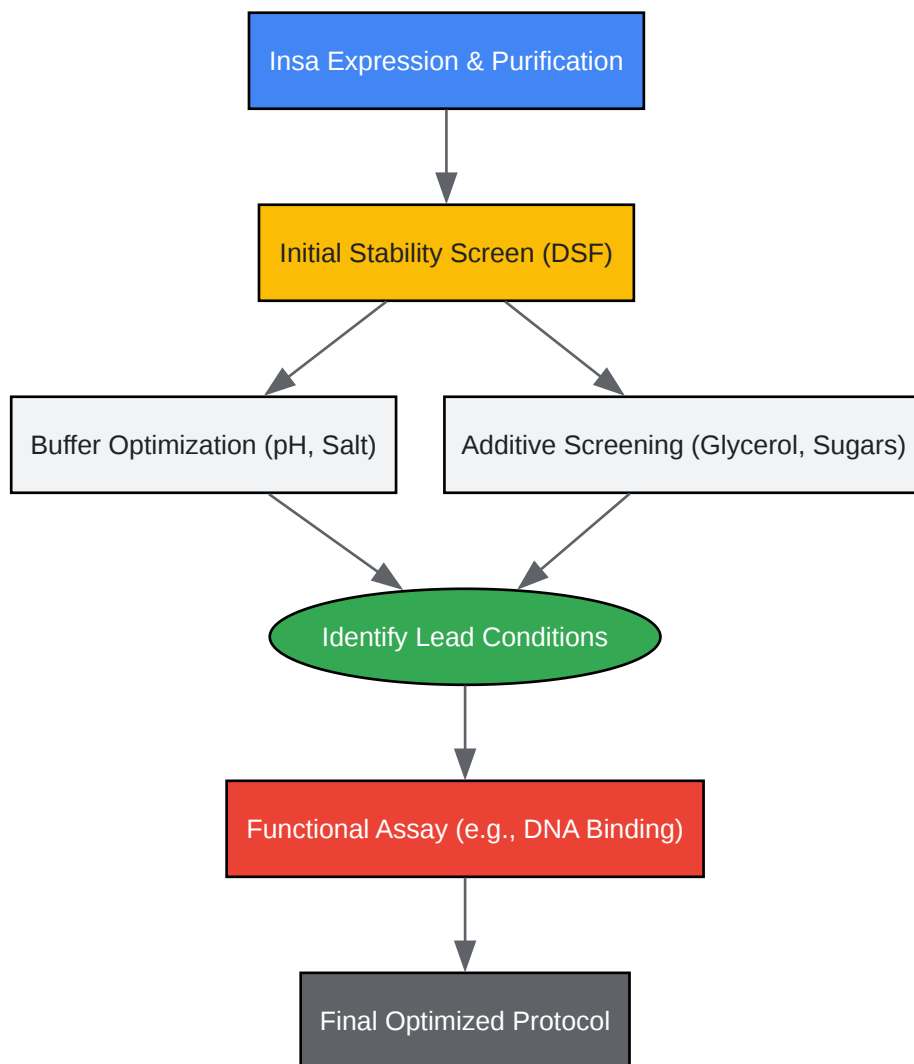 Insa Expression & Purification
Initial Stability Screen (DSF)
Buffer Optimization (pH, Salt)
Additive Screening (Glycerol, Sugars)
Identify Lead Conditions
Functional Assay (e.g., DNA Binding)
Final Optimized Protocol